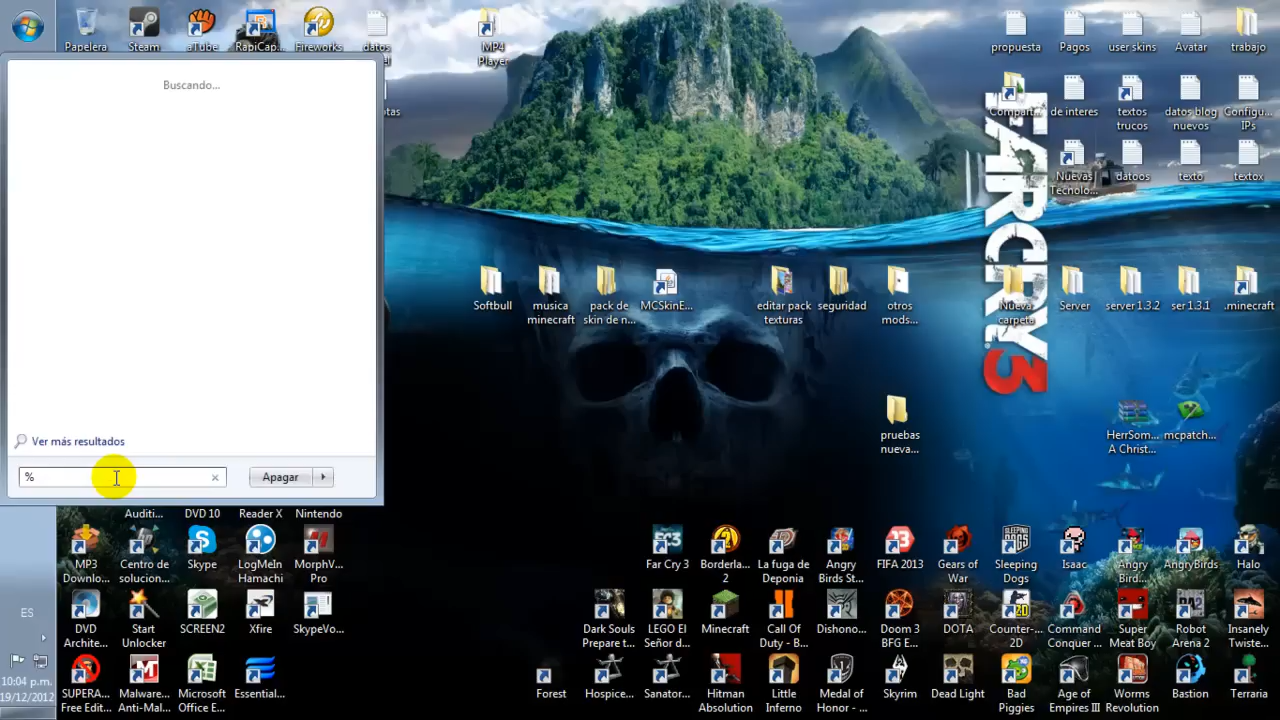 Papelera
Steam
aTube
RapiCap...
Fireworks
datos
MP4
Player
propuesta
Pagos
user skins
Avatar
trabajo
Buscando...
Compart...
de interes
textos
trucos
datos blog
nuevos
Configu...
IPs
Nuevas
Tecnolo...
datoos
texto
textox
FARCRY 3
Softbull
musica
minecraft
pack de
skin de n...
MCSkinE...
editar pack
texturas
seguridad
otros
mods...
Nueva
carpeta
Server
server 1.3.2
ser 1.3.1
.minecraft
pruebas
nueva...
HerrSom...
A Christ...
mcpatch...
Ver más resultados
%
Apagar
Auditi...
DVD 10
Reader X
Nintendo
MP3
Downlo...
Centro de
solucion...
Skype
LogMeIn
Hamachi
MorphV...
Pro
Far Cry 3
Borderla...
2
La fuga de
Deponia
Angry
Birds St...
FIFA 2013
Gears of
War
Sleeping
Dogs
Isaac
Angry
Bird...
AngryBirds
Halo
ES
DVD
Archite...
Start
Unlocker
SCREEN2
Xfire
SkypeVo...
Dark Souls
Prepare t...
LEGO El
Señor d...
Minecraft
Call Of
Duty - B...
Dishono...
Doom 3
BFG E...
DOTA
Counter-...
2D
Command
Conquer ...
Super
Meat Boy
Robot
Arena 2
Insanely
Twiste...
10:04 p.m.
19/12/2012
SUPERA...
Free Edit...
Malware...
Anti-Mal...
Microsoft
Office E...
Essential...
Forest
Hospice...
Sanator...
Hitman
Absolution
Little
Inferno
Medal of
Honor - ...
Skyrim
Dead Light
Bad
Piggies
Age of
Empires III
Worms
Revolution
Bastion
Terraria